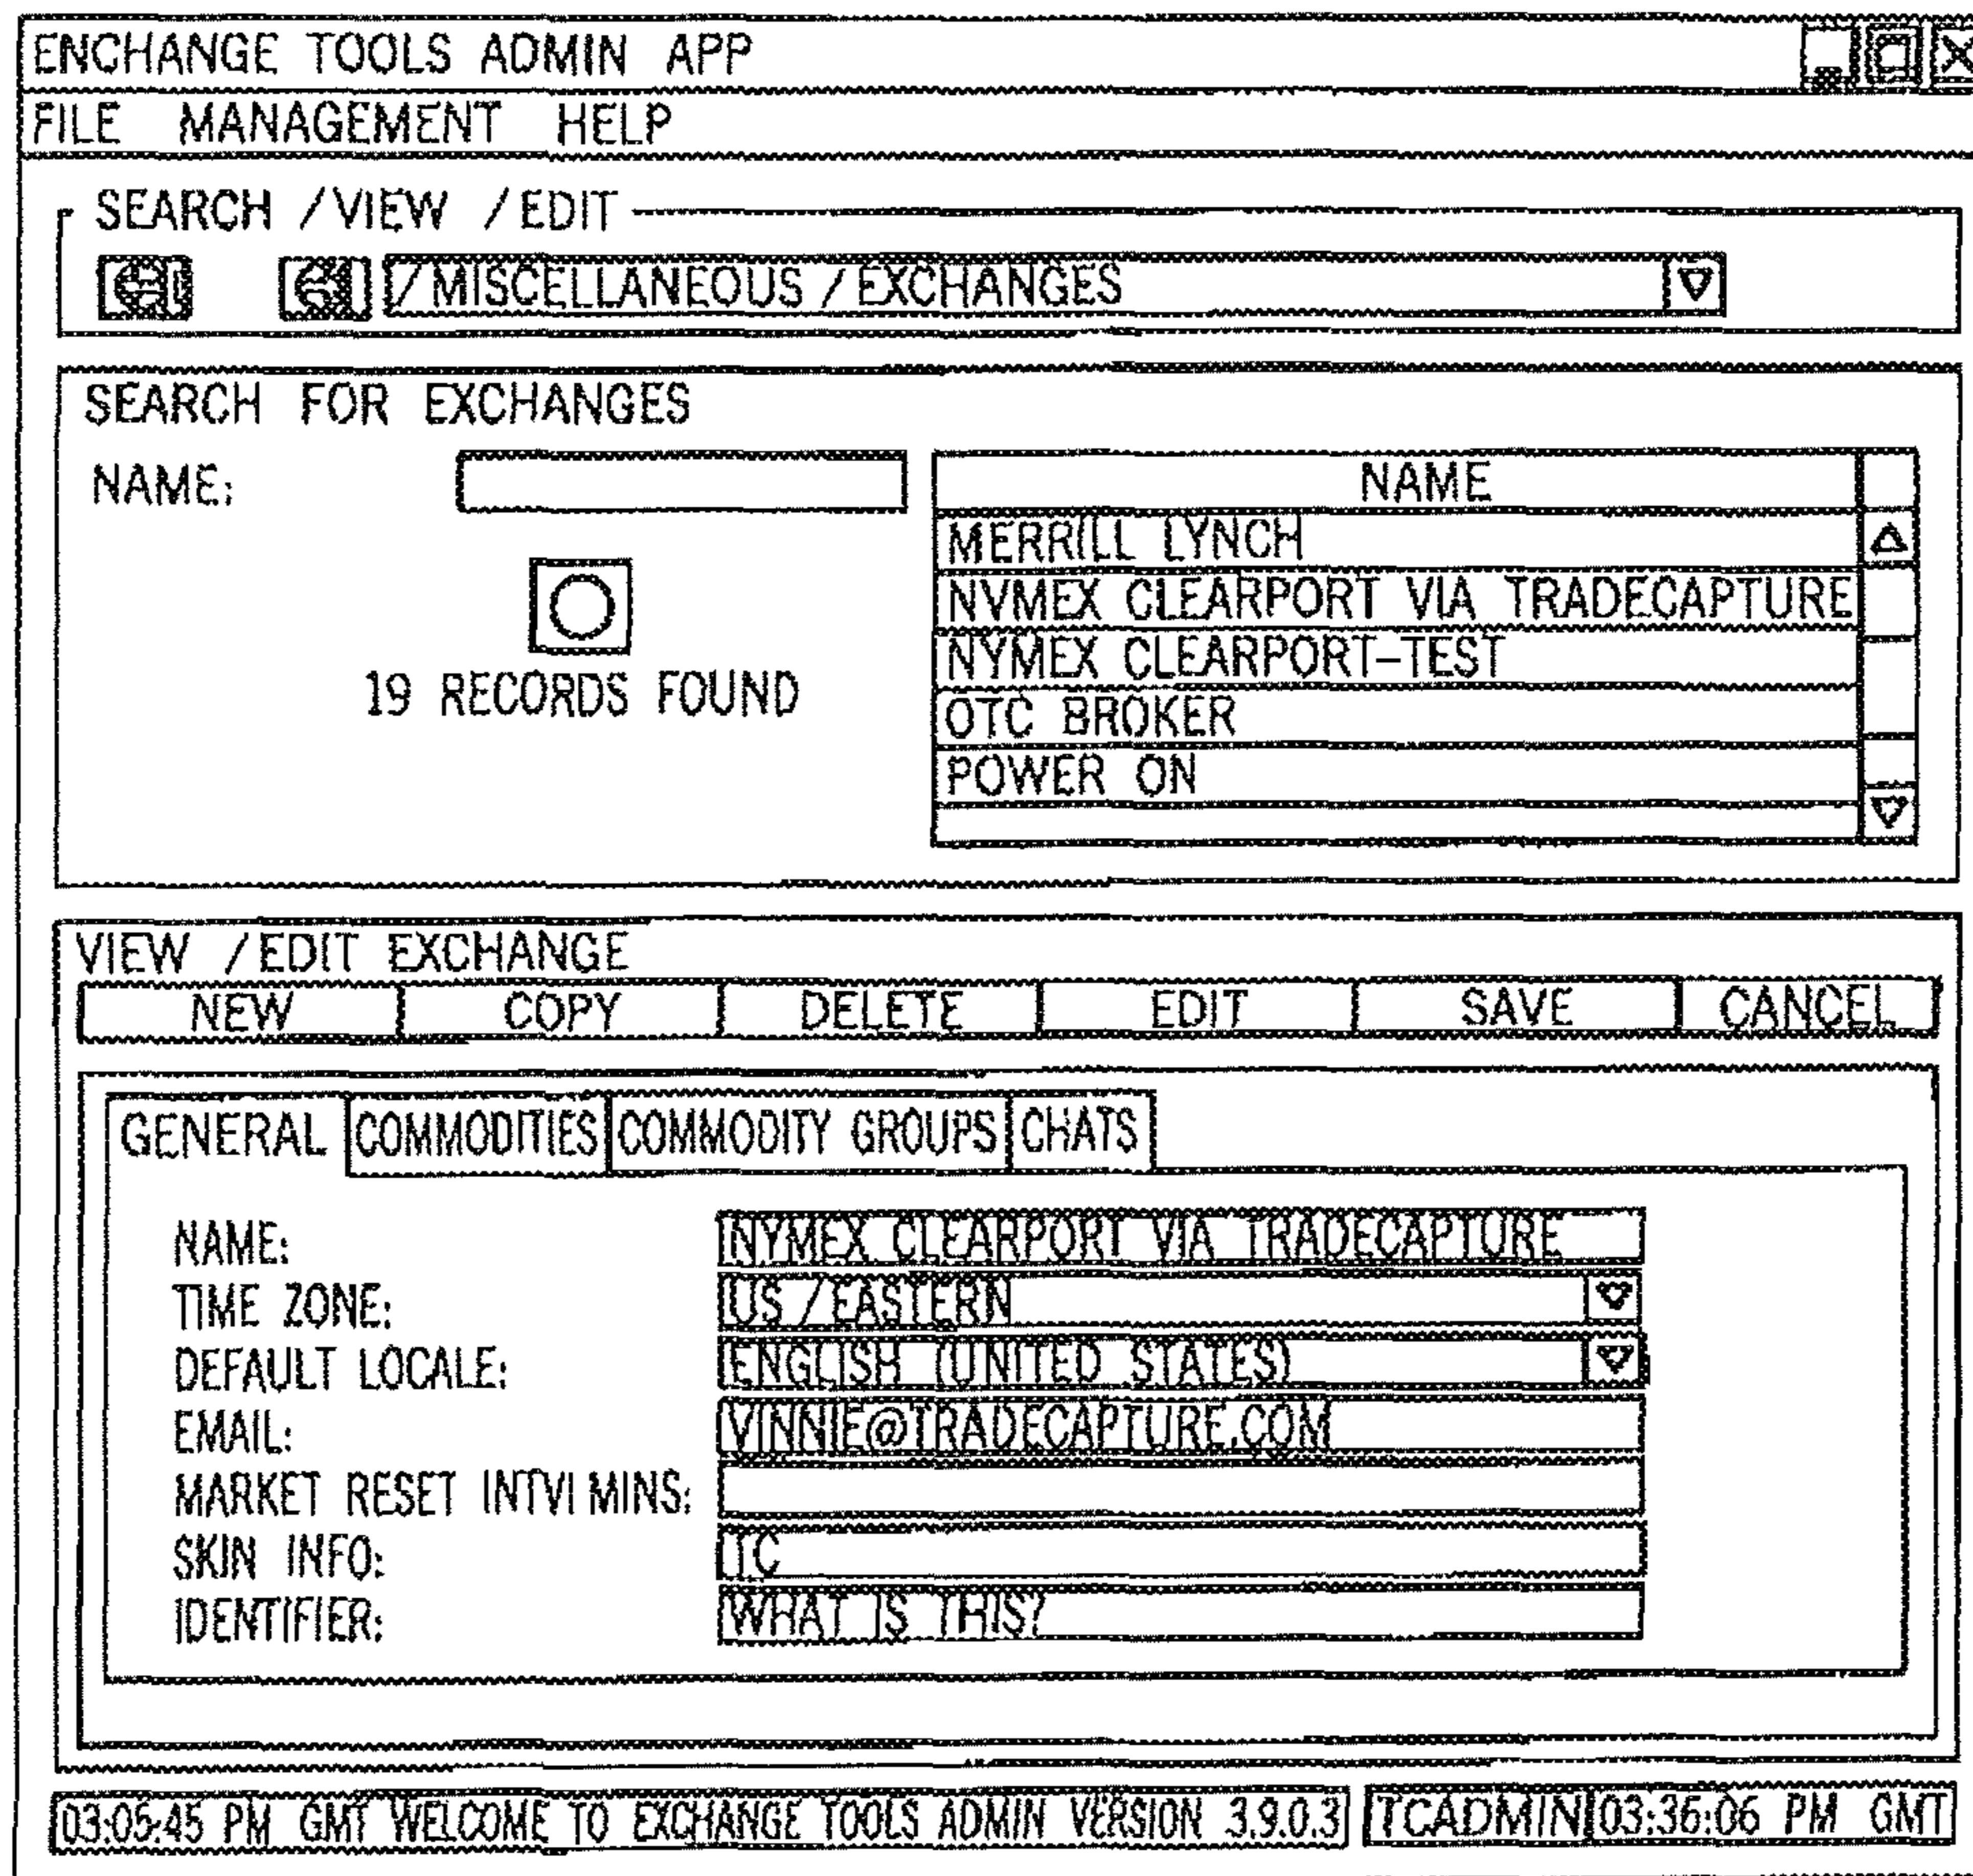 ENCHANGE TOOLS ADMIN APP
FILE MANAGEMENT HELP
SEARCH /VIEW /EDIT
/MISCELLANEOUS /EXCHANGES
SEARCH FOR EXCHANGES
NAME:
19 RECORDS FOUND
NAME
MERRILL LYNCH
NVMEX CLEARPORT VIA TRADECAPTURE
NYMEX CLEARPORT-TEST
OTC BROKER
POWER ON
VIEW /EDIT EXCHANGE
NEW COPY DELETE EDIT SAVE CANCEL
GENERAL COMMODITIES COMMODITY GROUPS CHATS
NAME: NYMEX CLEARPORT VIA TRADECAPTURE
TIME ZONE: US /EASTERN
DEFAULT LOCALE: ENGLISH (UNITED STATES)
EMAIL: VINNIE@TRADECAPTURE.COM
MARKET RESET INTVI MINS:
SKIN INFO: TC
IDENTIFIER: WHAT IS THIS?
03:05:45 PM GMT WELCOME TO EXCHANGE TOOLS ADMIN VERSION 3.9.0.3 TCADMIN 03:36:06 PM GMT